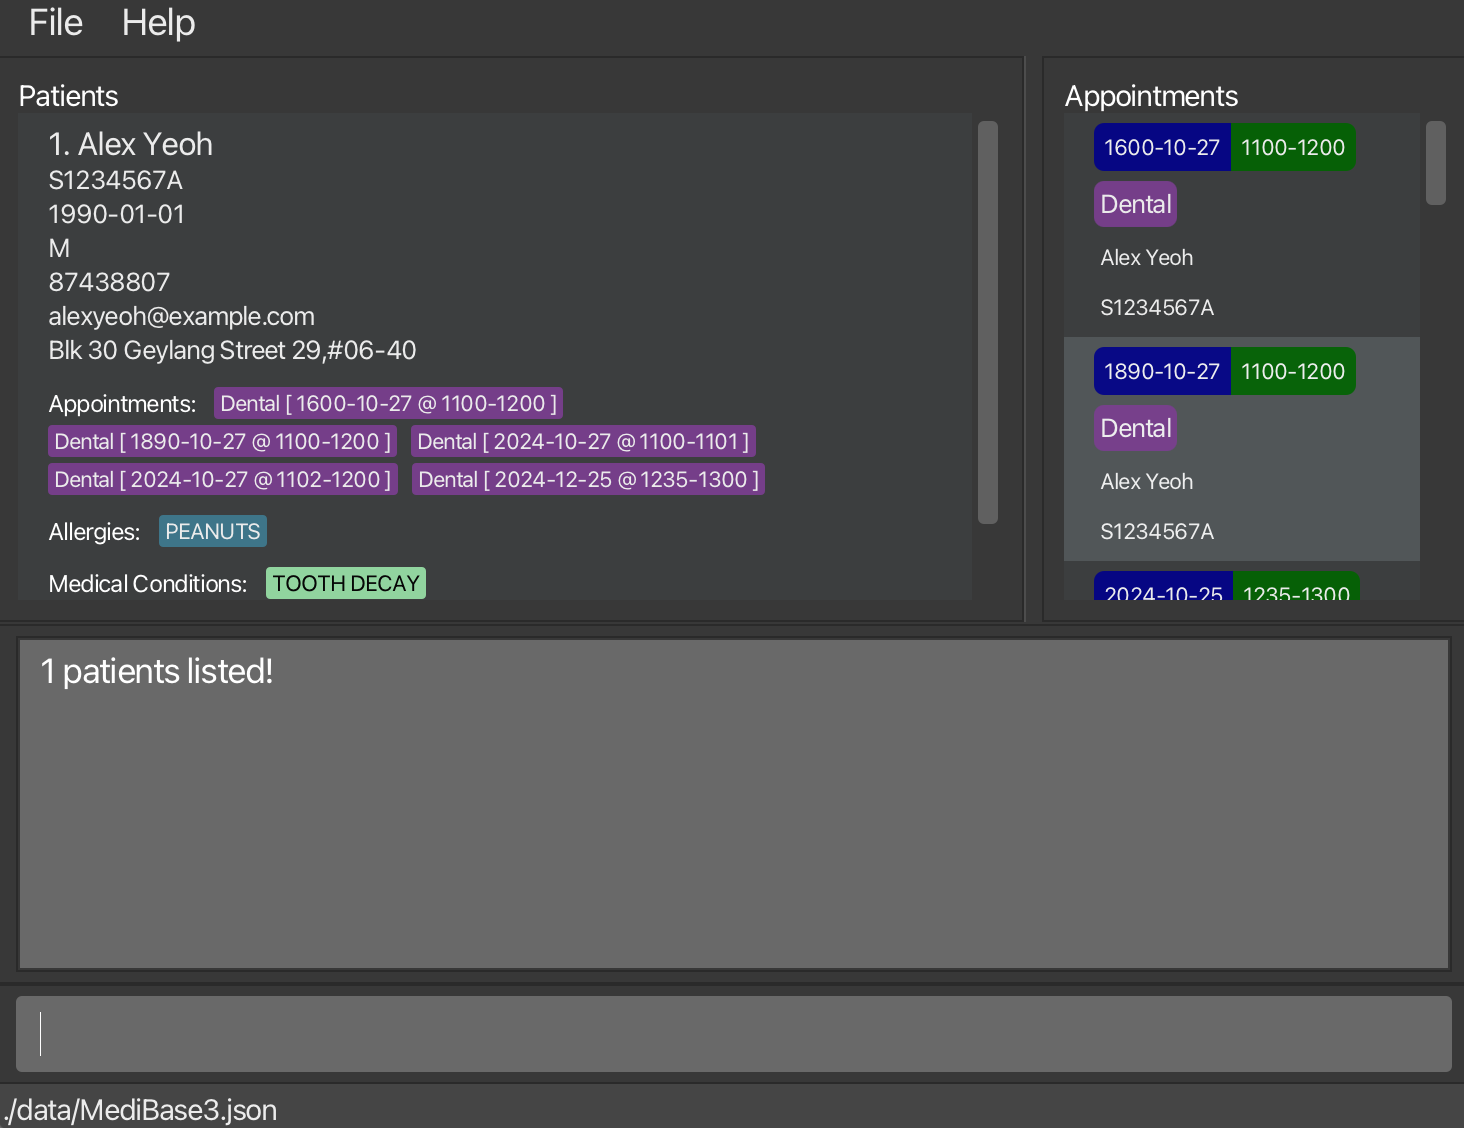 File Help
Patients
1. Alex Yeoh
S1234567A
1990-01-01
M
87438807
alexyeoh@example.com
Blk 30 Geylang Street 29,#06-40
Appointments: Dental [ 1600-10-27 @ 1100-1200 ]
Dental [ 1890-10-27 @ 1100-1200 ] Dental [ 2024-10-27 @ 1100-1101 ]
Dental [ 2024-10-27 @ 1102-1200 ] Dental [ 2024-12-25 @ 1235-1300 ]
Allergies: PEANUTS
Medical Conditions: TOOTH DECAY
Appointments
1600-10-27 1100-1200
Dental
Alex Yeoh
S1234567A
1890-10-27 1100-1200
Dental
Alex Yeoh
S1234567A
2024-10-25 1235-1300
1 patients listed!
./data/MediBase3.json